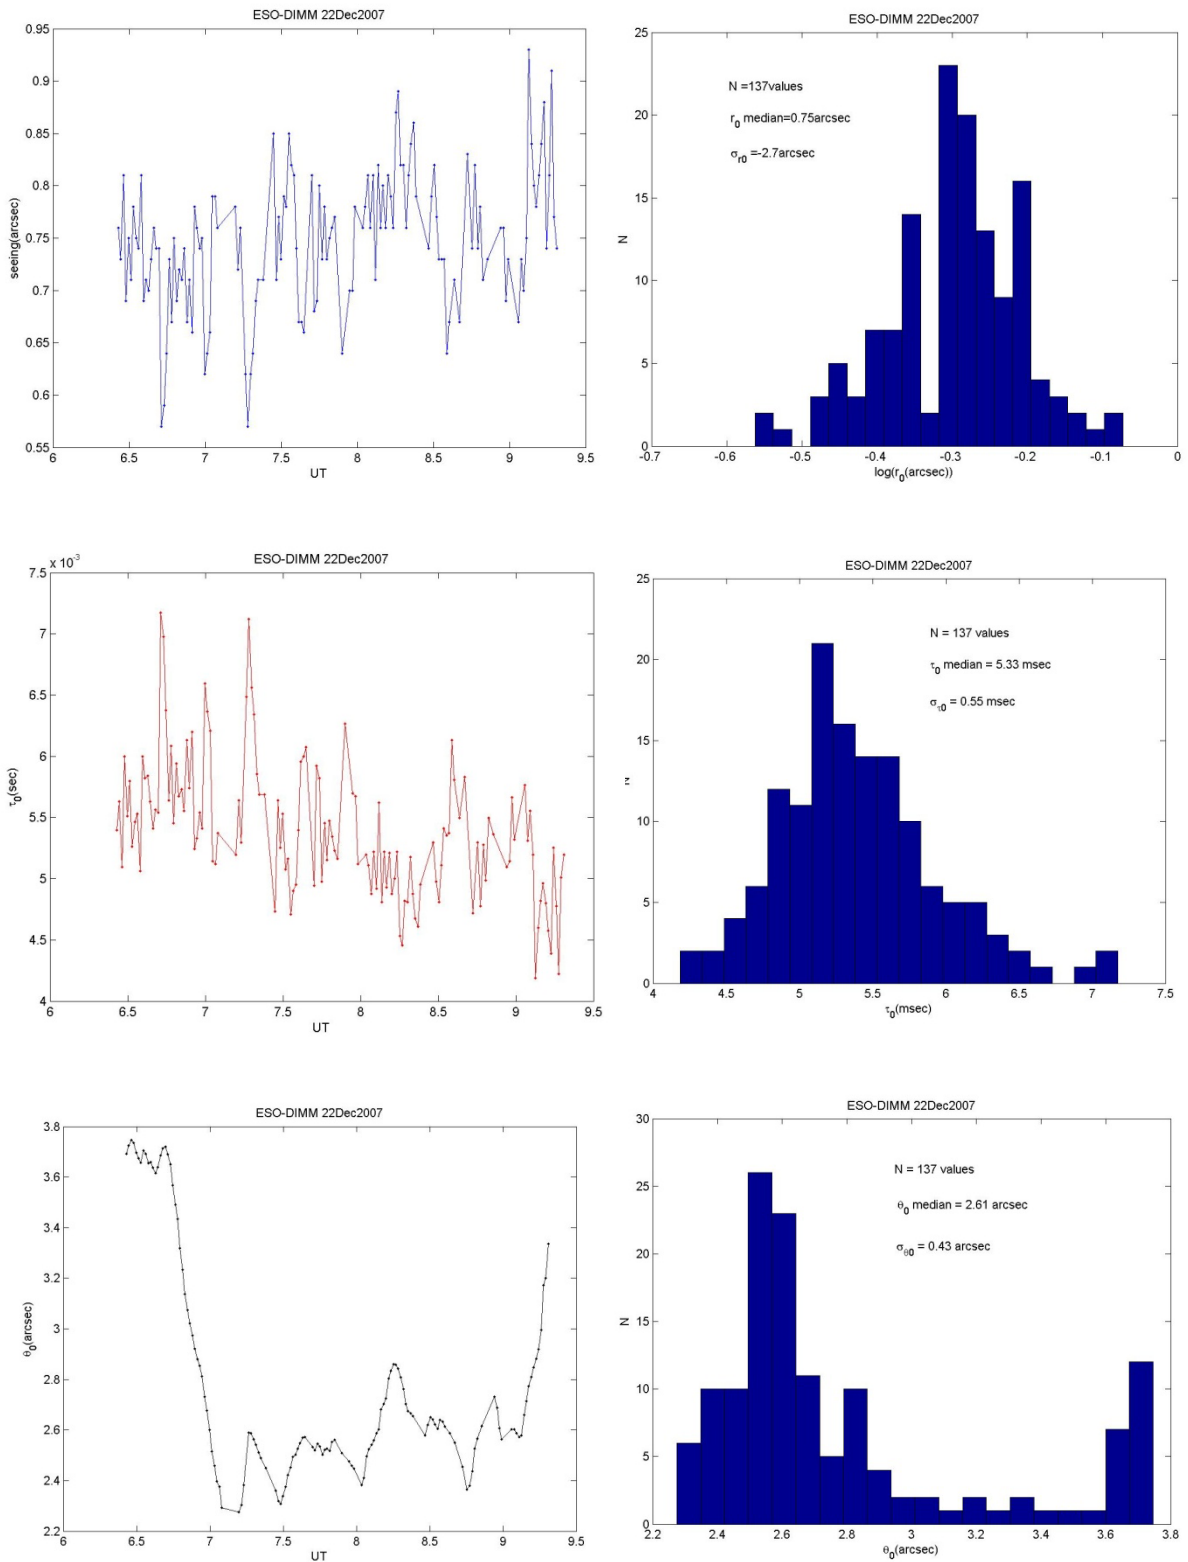 ESO-DIMM 22Dec2007
0.95
0.9
0.85
0.8
0.75
0.7
0.65
0.6
0.55
seeing(arcsec)
6 6.5 7 7.5 8 8.5 9 9.5
UT
ESO-DIMM 22Dec2007
25
20
15
10
5
0
N
N =137values
r0 median=0.75arcsec
σr0 =-2.7arcsec
-0.7 -0.6 -0.5 -0.4 -0.3 -0.2 -0.1 0
log(r0(arcsec))
ESO-DIMM 22Dec2007
x 10-3
7.5
7
6.5
6
5.5
5
4.5
4
τ0(sec)
6 6.5 7 7.5 8 8.5 9 9.5
UT
ESO-DIMM 22Dec2007
25
20
15
10
5
0
N
N = 137 values
τ0 median = 5.33 msec
στ0 = 0.55 msec
4 4.5 5 5.5 6 6.5 7 7.5
τ0(msec)
ESO-DIMM 22Dec2007
3.8
3.6
3.4
3.2
3
2.8
2.6
2.4
2.2
θ0(arcsec)
6 6.5 7 7.5 8 8.5 9 9.5
UT
ESO-DIMM 22Dec2007
30
25
20
15
10
5
0
N
N = 137 values
θ0 median = 2.61 arcsec
σθ0 = 0.43 arcsec
2.2 2.4 2.6 2.8 3 3.2 3.4 3.6 3.8
θ0(arcsec)